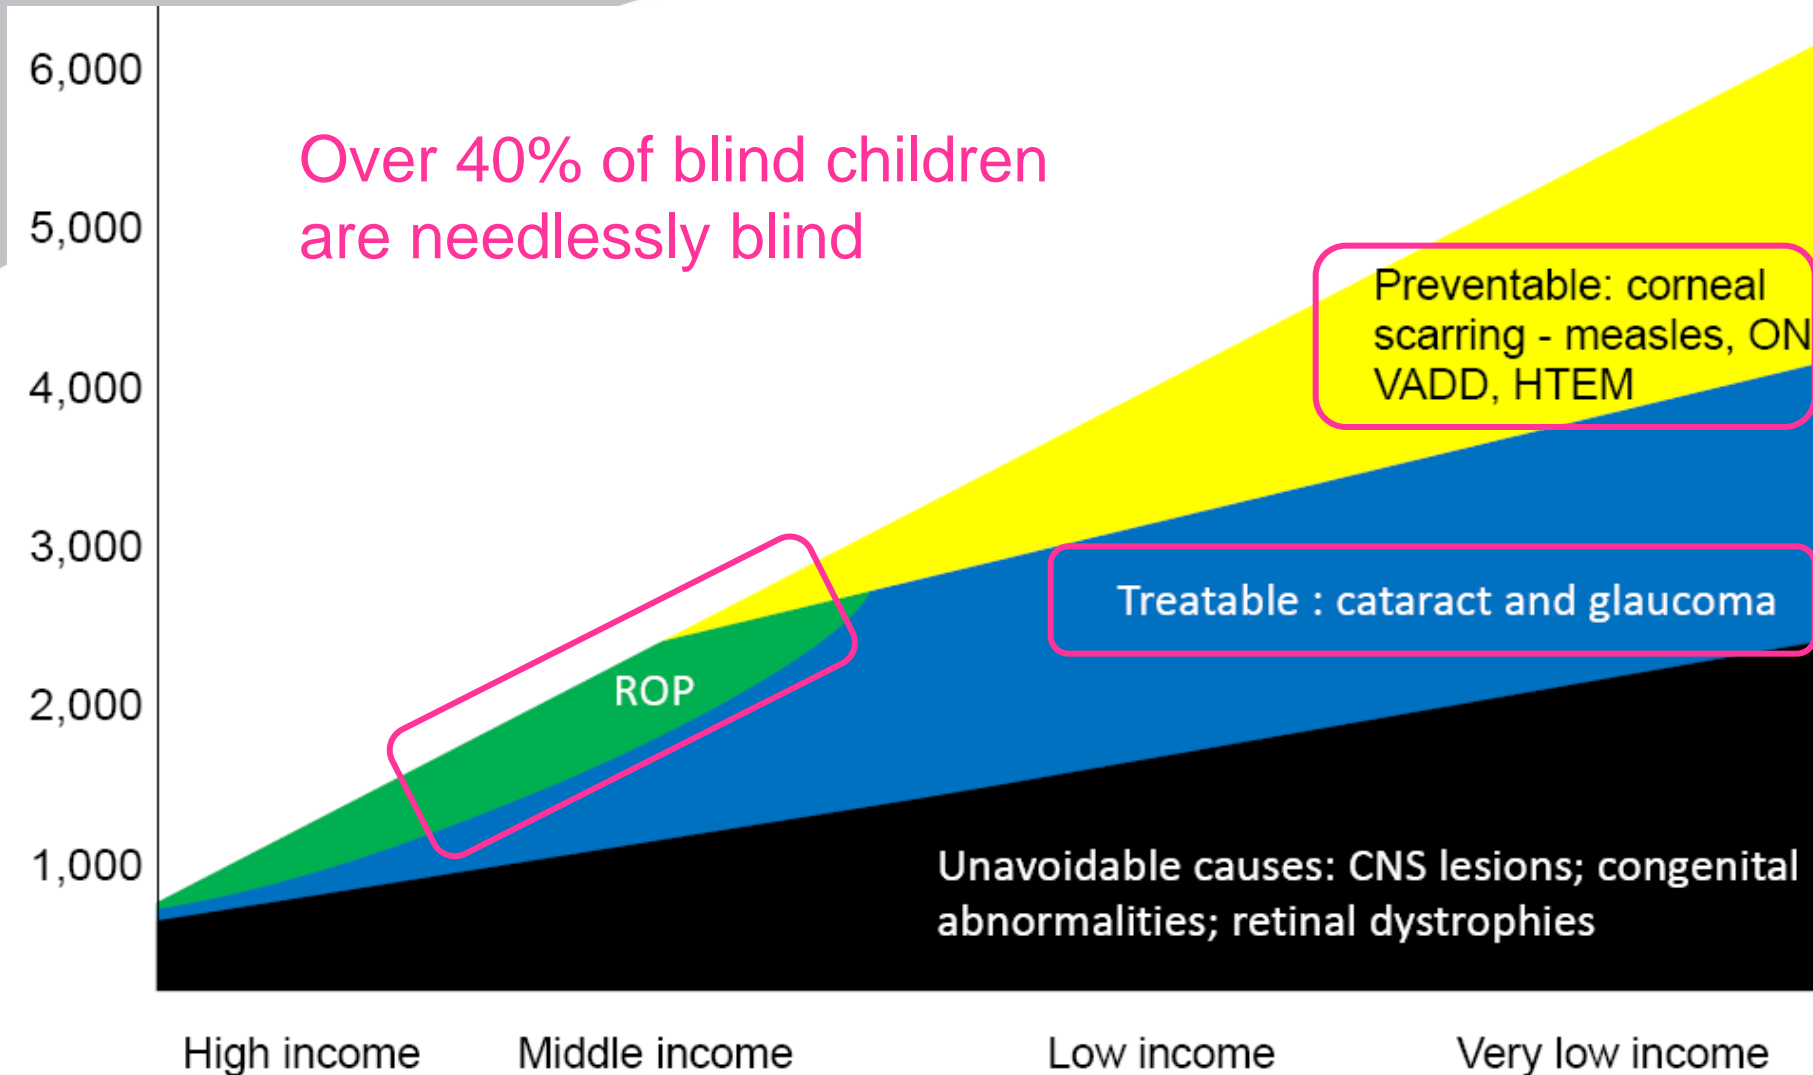 6,000
5,000
4,000
3,000
2,000
1,000
Over 40% of blind children
are needlessly blind
Preventable: corneal
scarring - measles, ON
VADD, HTEM
Treatable : cataract and glaucoma
ROP
Unavoidable causes: CNS lesions; congenital
abnormalities; retinal dystrophies
High income Middle income Low income Very low income